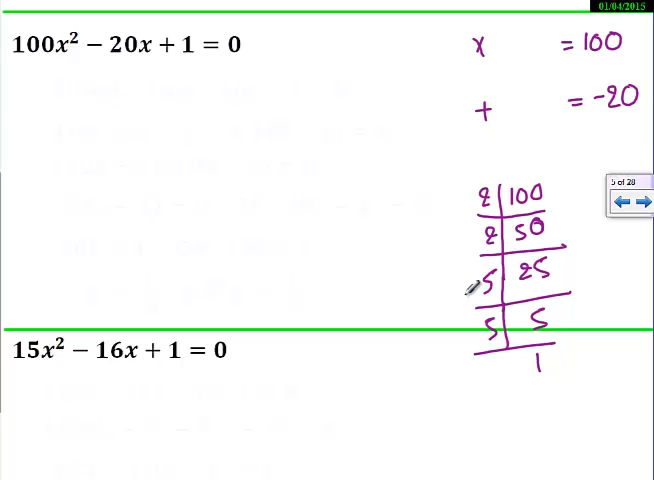 01/04/2015
100x² − 20x + 1 = 0
x = 100
+ = -20
5 of 28
2 | 100
2 | 50
5 | 25
5 | 5
1
15x² − 16x + 1 = 0